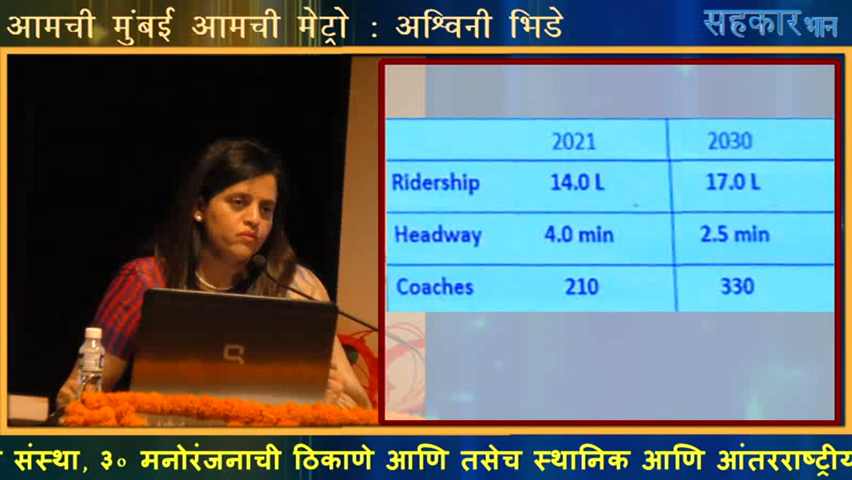 आमची मुंबई आमची मेट्रो : अश्विनी भिडे
सहकार भान
2021 2030
Ridership 14.0 L 17.0 L
Headway 4.0 min 2.5 min
Coaches 210 330
संस्था, ३० मनोरंजनाची ठिकाणे आणि तसेच स्थानिक आणि आंतरराष्ट्रीय